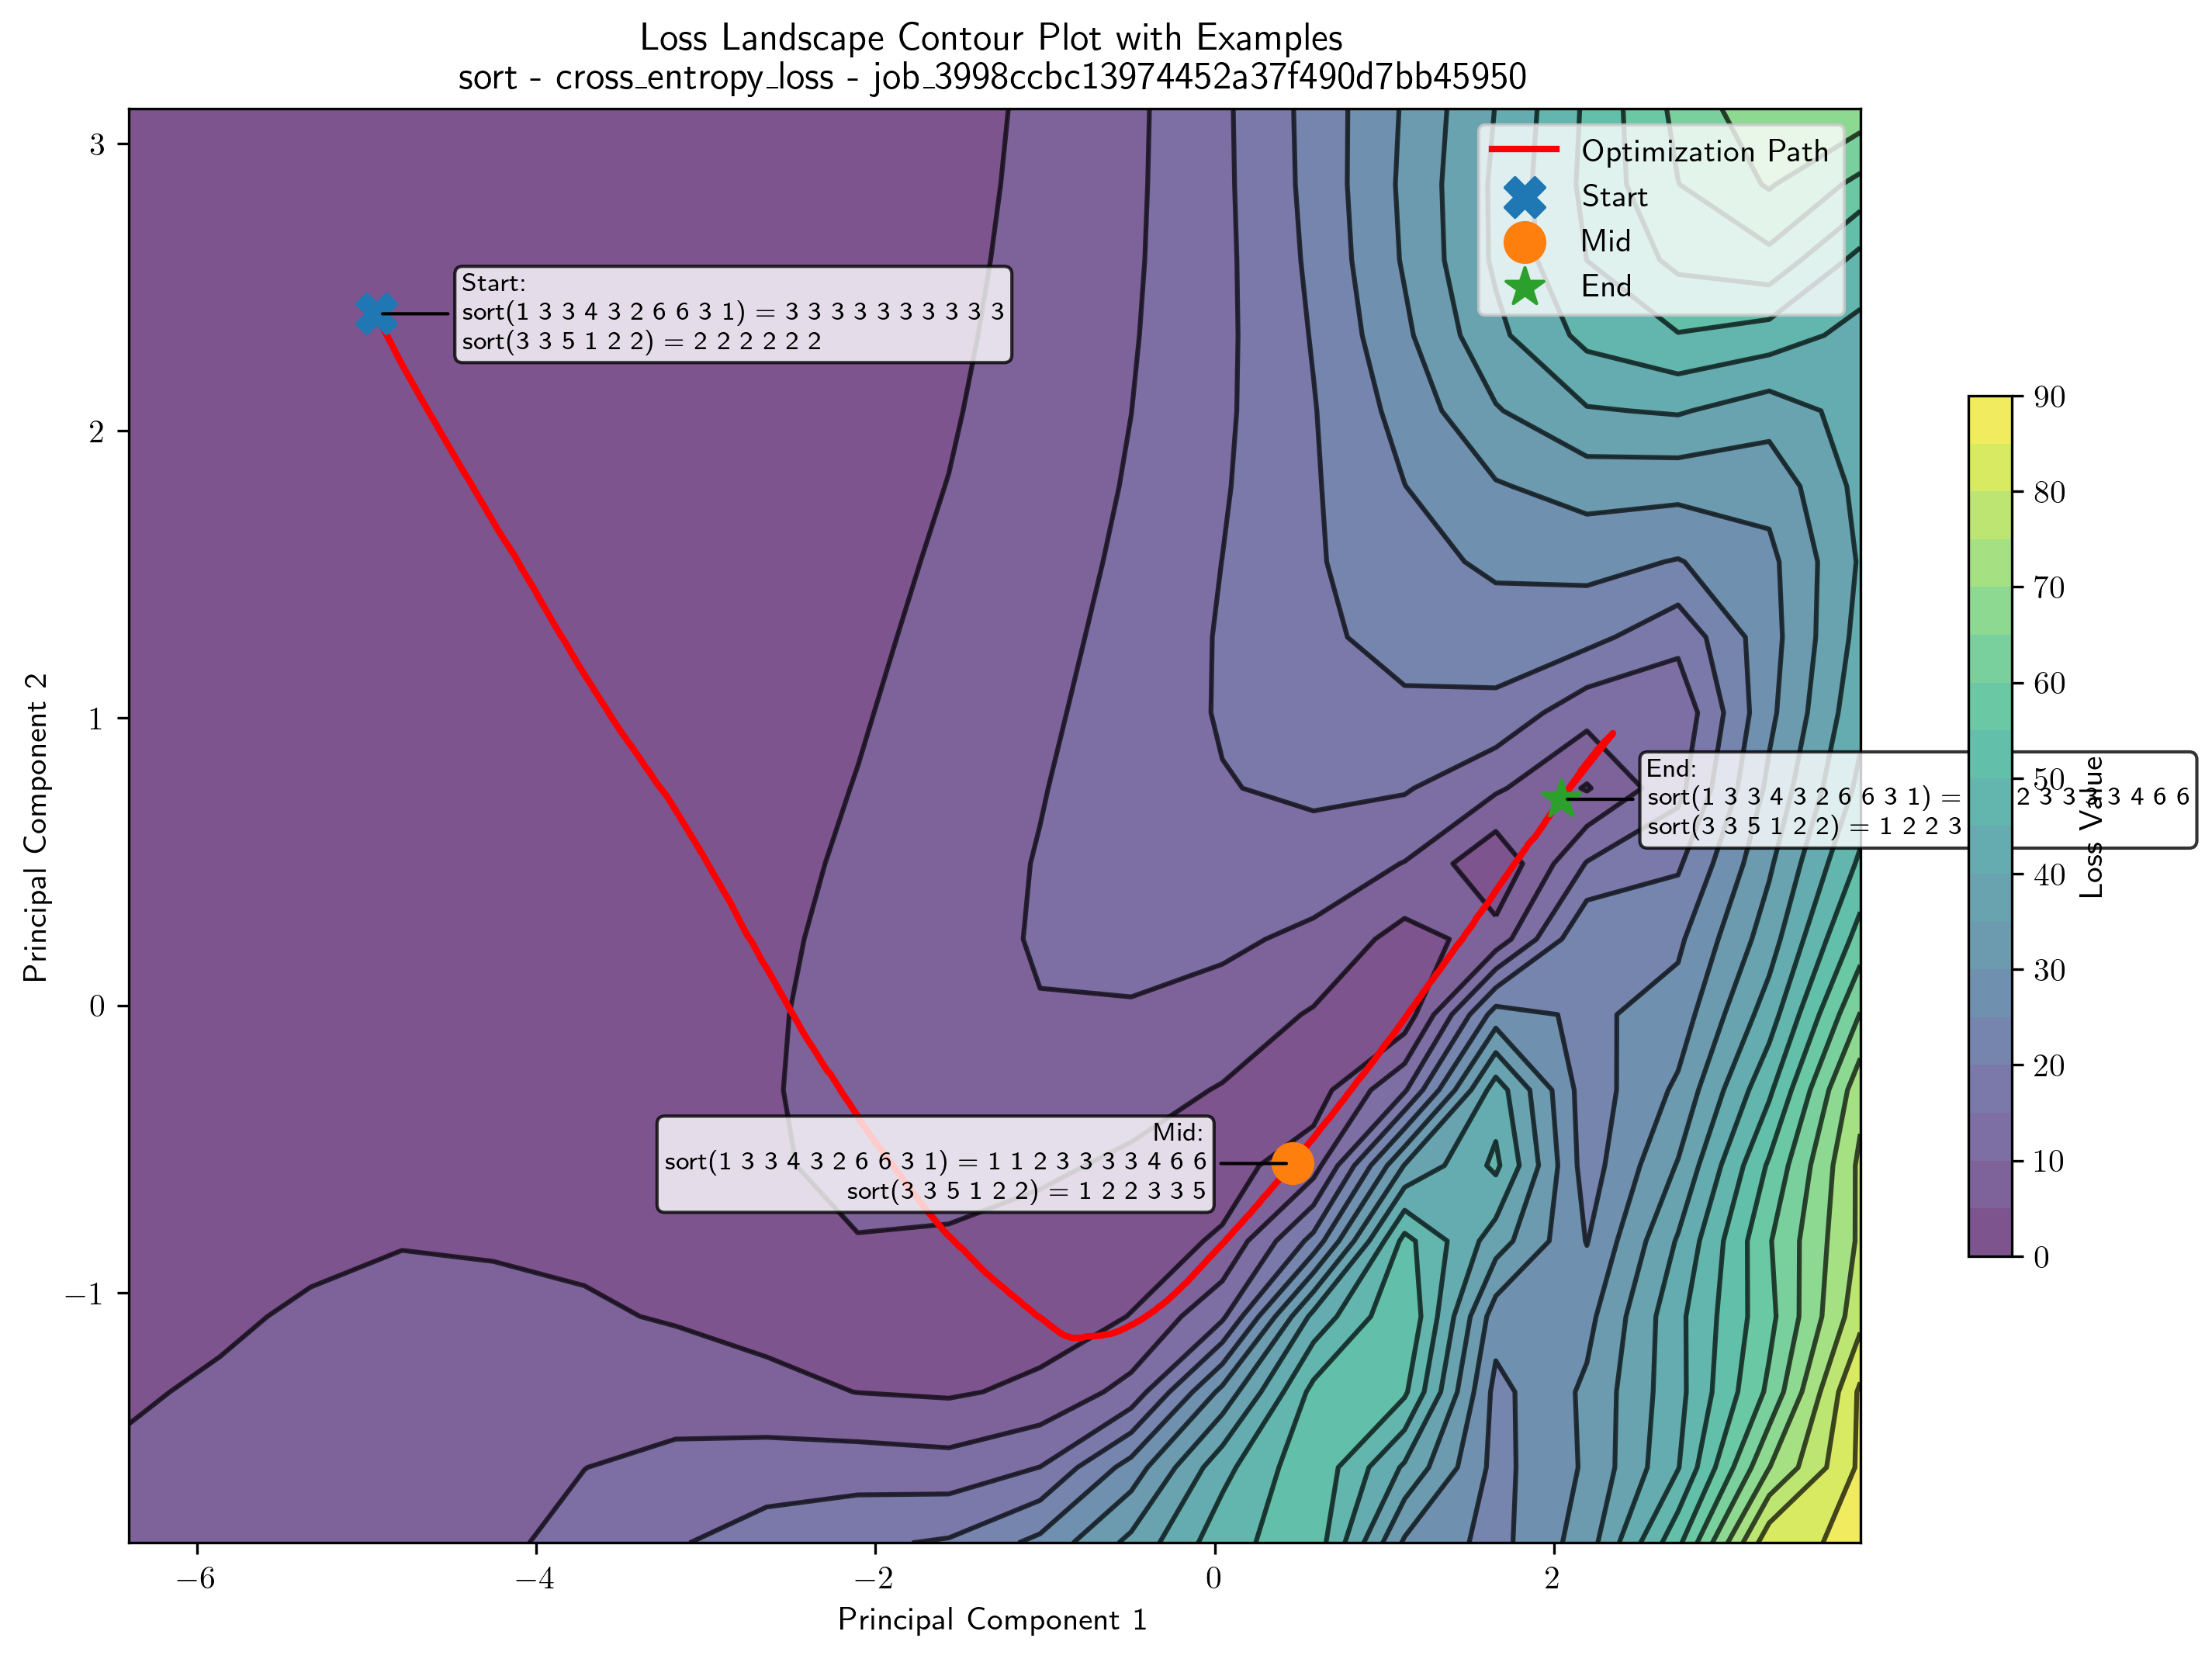 Loss Landscape Contour Plot with Examples
sort - cross_entropy_loss - job_3998ccbc13974452a37f490d7bb45950
Optimization Path
Start
Mid
End
Start:
sort(1 3 3 4 3 2 6 6 3 1) = 3 3 3 3 3 3 3 3 3 3
sort(3 3 5 1 2 2) = 2 2 2 2 2 2
End:
sort(1 3 3 4 3 2 6 6 3 1) = 2 3 3 3 3 4 6 6
sort(3 3 5 1 2 2) = 1 2 2 3
Mid:
sort(1 3 3 4 3 2 6 6 3 1) = 1 1 2 3 3 3 3 4 6 6
sort(3 3 5 1 2 2) = 1 2 2 3 3 5
3
2
1
0
−1
Principal Component 2
−6
−4
−2
0
2
Principal Component 1
90
80
70
60
50
40
30
20
10
0
Loss Value